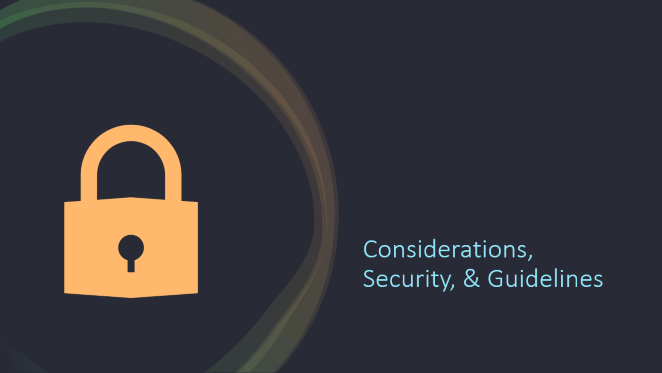 Considerations,
Security, & Guidelines